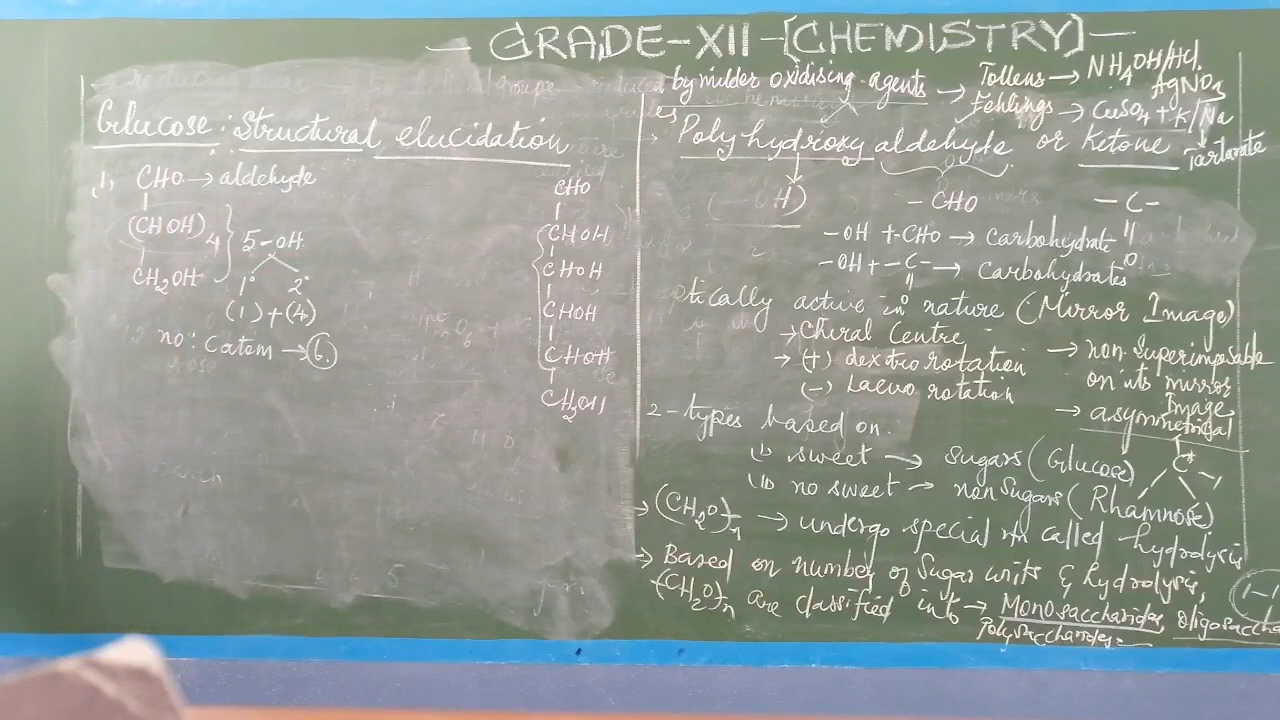 GRADE-XII-[CHEMISTRY]
Glucose: Structural elucidation
(1) CHO → aldehyde
(CHOH)4
CH2OH
5-OH
1° 2°
(1) + (4)
no: C atom → 6.
CHO
CHOH
CHOH
CHOH
CHOH
CH2OH
by milder oxidising agents → Tollens → NH4OH/HCl
AgNO3
Fehlings → CuSO4 + K/Na
Tartarate
Polyhydroxy aldehyde or Ketone
- CHO
- C -
-OH + CHO → Carbohydrate
O
-OH + -C- → Carbohydrates
O
ptically active in nature (Mirror Image)
→ Chiral Centre
→ (+) dextro rotation
(-) Laevo rotation
→ non-Superimposable
on its mirror
Image
→ asymmetrical
C*
2-types based on
(i) sweet → Sugars (Glucose)
(ii) no sweet → non Sugars (Rhamnose)
→ (CH2O)n → undergo special rxn called hydrolysis
→ Based on number of Sugar units & hydrolysis,
(CH2O)n are classified into → Monosaccharides, Oligosaccha
Polysaccharides